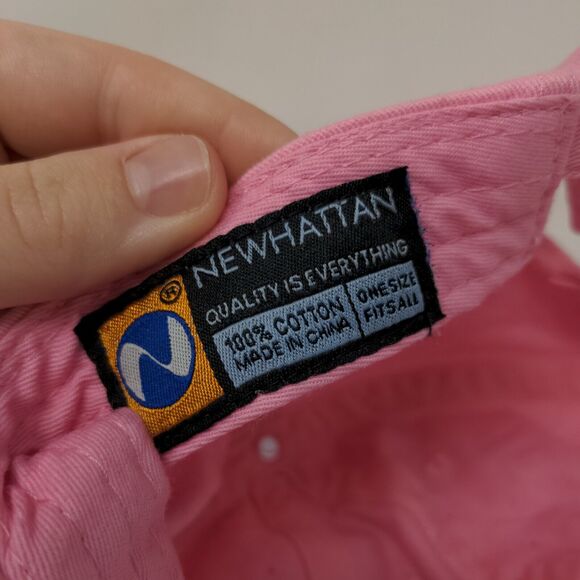 NEWHATTAN
QUALITY IS EVERYTHING
100% COTTON
MADE IN CHINA
ONE SIZE
FITS ALL
®